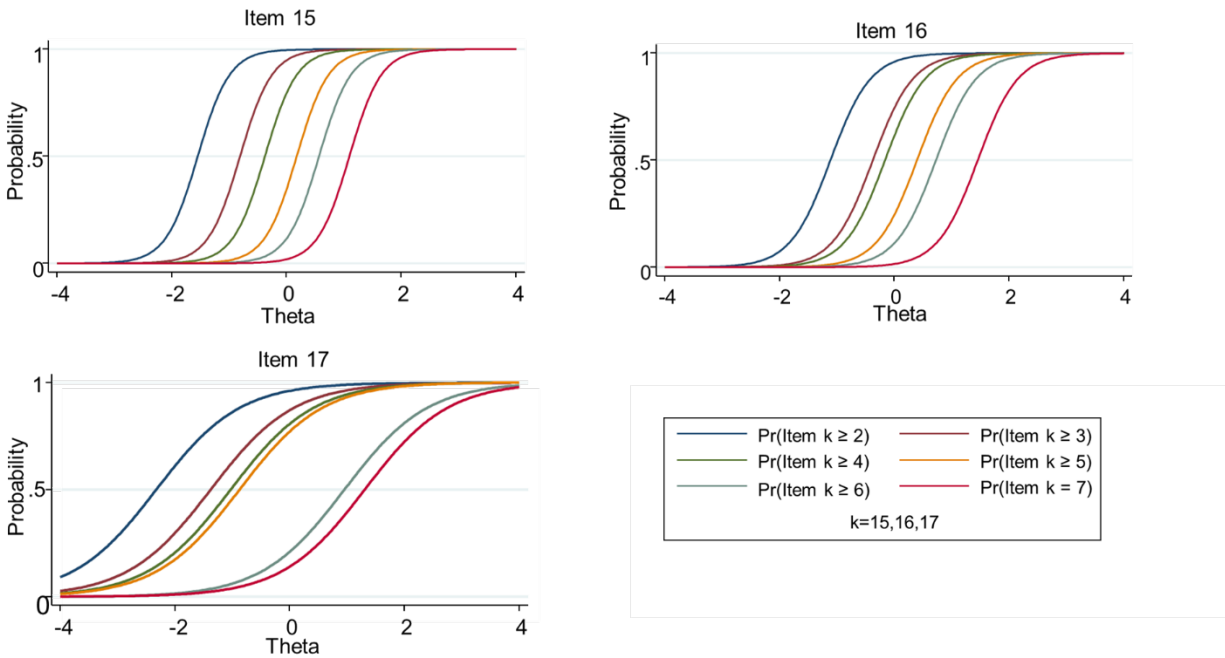 Item 15
Probability
1
.5
0
-4 -2 0 2 4
Theta
Item 16
Probability
1
.5
0
-4 -2 0 2 4
Theta
Item 17
Probability
1
.5
0
-4 -2 0 2 4
Theta
Pr(Item k ≥ 2) Pr(Item k ≥ 3)
Pr(Item k ≥ 4) Pr(Item k ≥ 5)
Pr(Item k ≥ 6) Pr(Item k = 7)
k=15,16,17